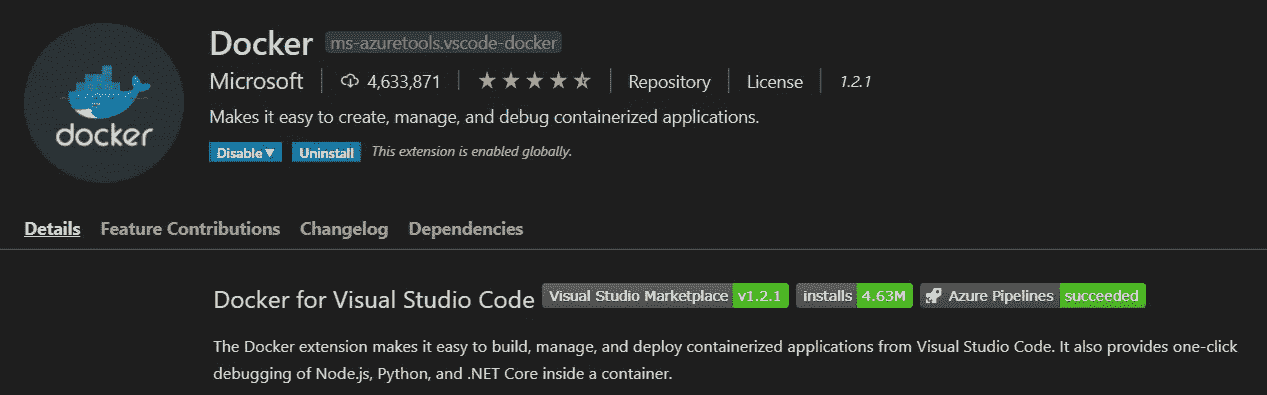 docker
Docker ms-azuretools.vscode-docker
Microsoft 4,633,871 Repository License 1.2.1
Makes it easy to create, manage, and debug containerized applications.
Disable▼ Uninstall This extension is enabled globally.
Details Feature Contributions Changelog Dependencies
Docker for Visual Studio Code Visual Studio Marketplace v1.2.1 installs 4.63M Azure Pipelines succeeded
The Docker extension makes it easy to build, manage, and deploy containerized applications from Visual Studio Code. It also provides one-click
debugging of Node.js, Python, and .NET Core inside a container.